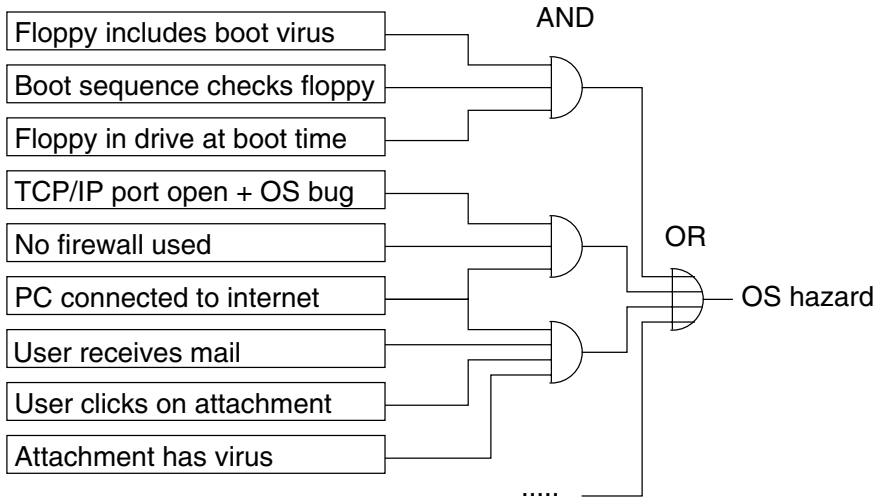 AND
Floppy includes boot virus
Boot sequence checks floppy
Floppy in drive at boot time
TCP/IP port open + OS bug
No firewall used
OR
PC connected to internet
OS hazard
User receives mail
User clicks on attachment
Attachment has virus
.....